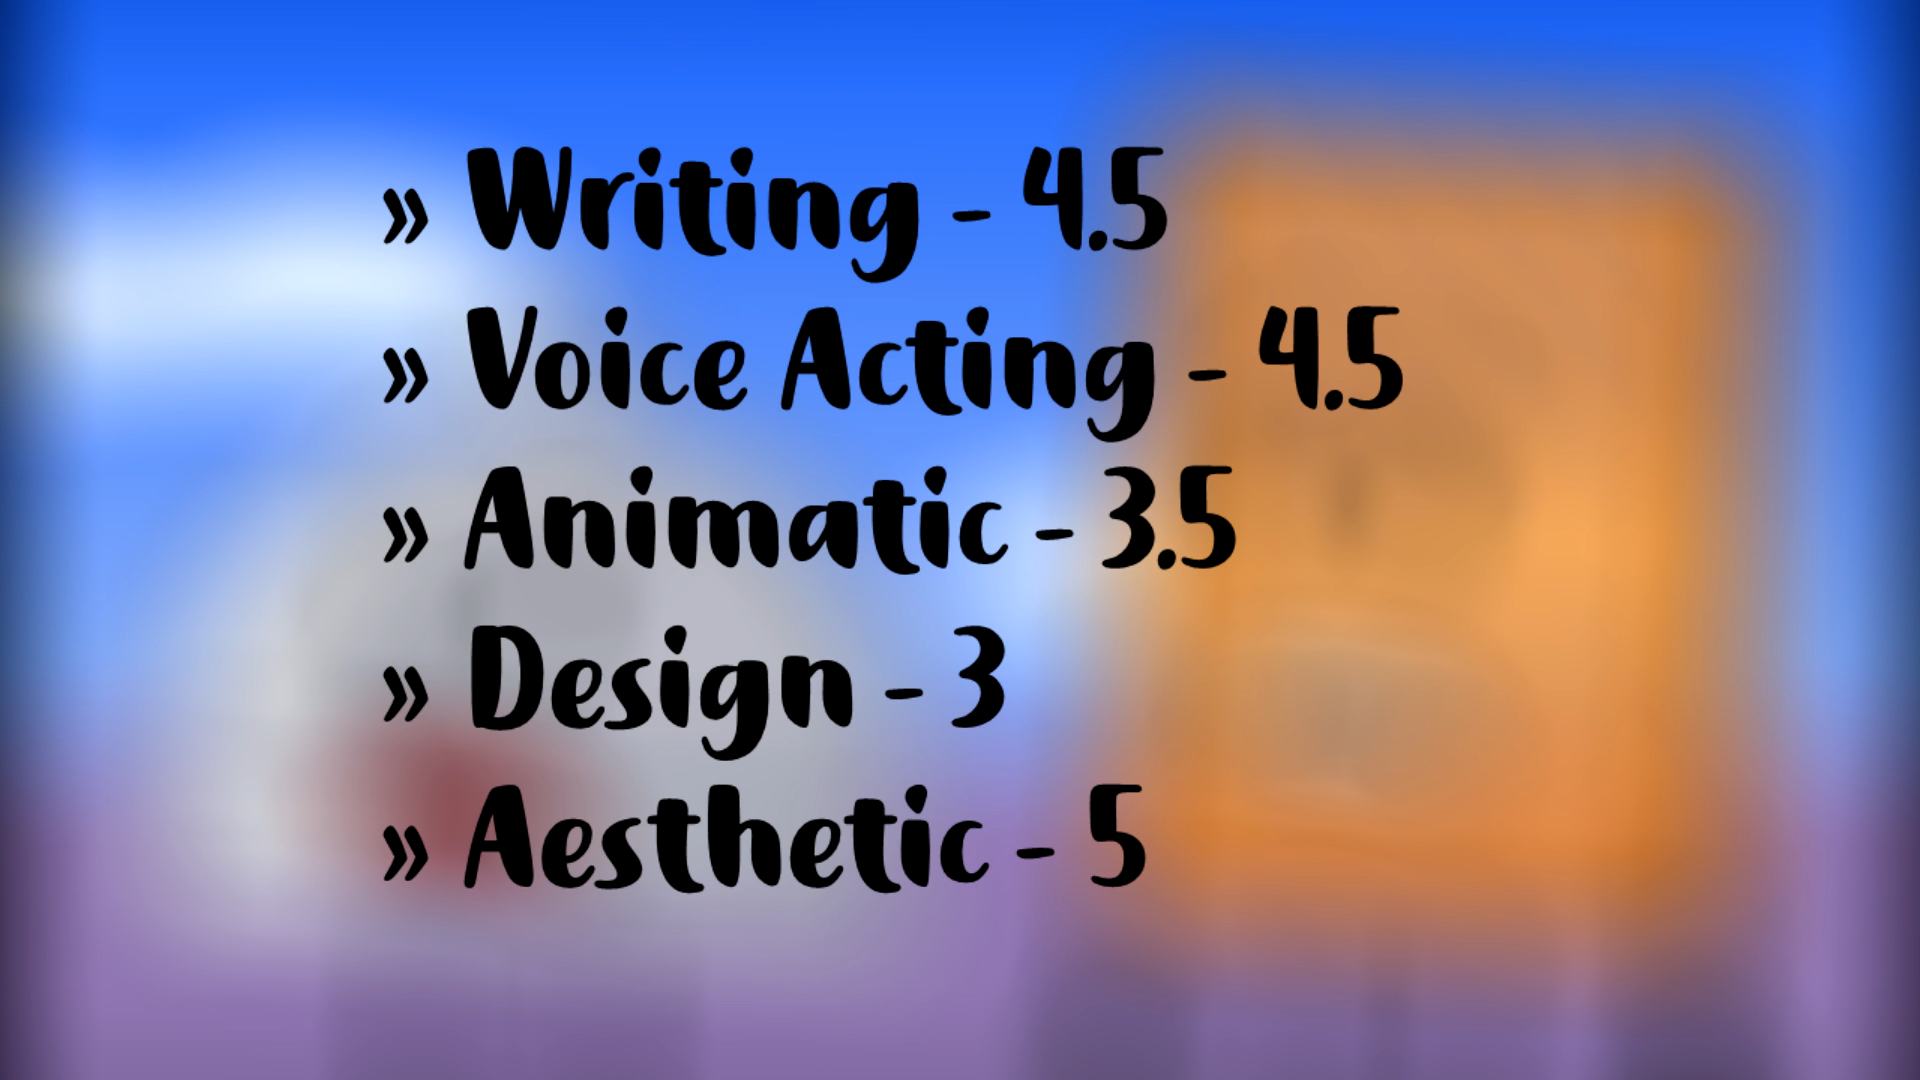 » Writing - 4.5
» Voice Acting - 4.5
» Animatic - 3.5
» Design - 3
» Aesthetic - 5